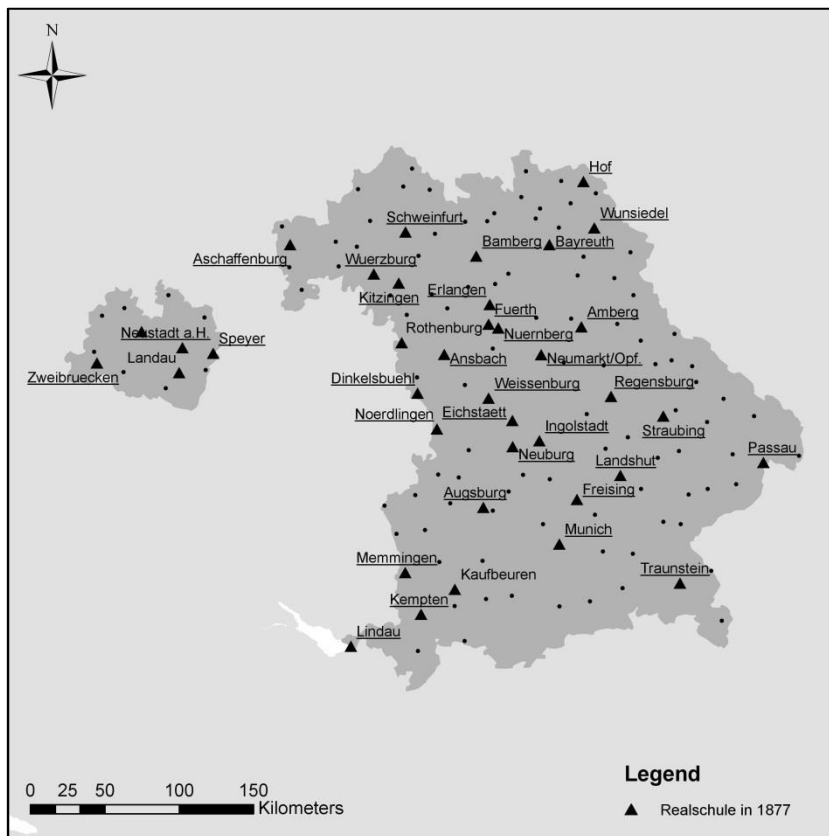 N
Hof
Schweinfurt
Wunsiedel
Bamberg
Bayreuth
Aschaffenburg
Wuerzburg
Kitzingen
Erlangen
Fuerth
Amberg
Rothenburg
Nuernberg
Neustadt a.H.
Speyer
Landau
Ansbach
Neumarkt/Opf.
Zweibruecken
Dinkelsbuehl
Weissenburg
Regensburg
Noerdlingen
Eichstaett
Ingolstadt
Straubing
Neuburg
Passau
Landshut
Augsburg
Freising
Munich
Memmingen
Kaufbeuren
Traunstein
Kempten
Lindau
Legend
0 25 50 100 150
Kilometers
Realschule in 1877